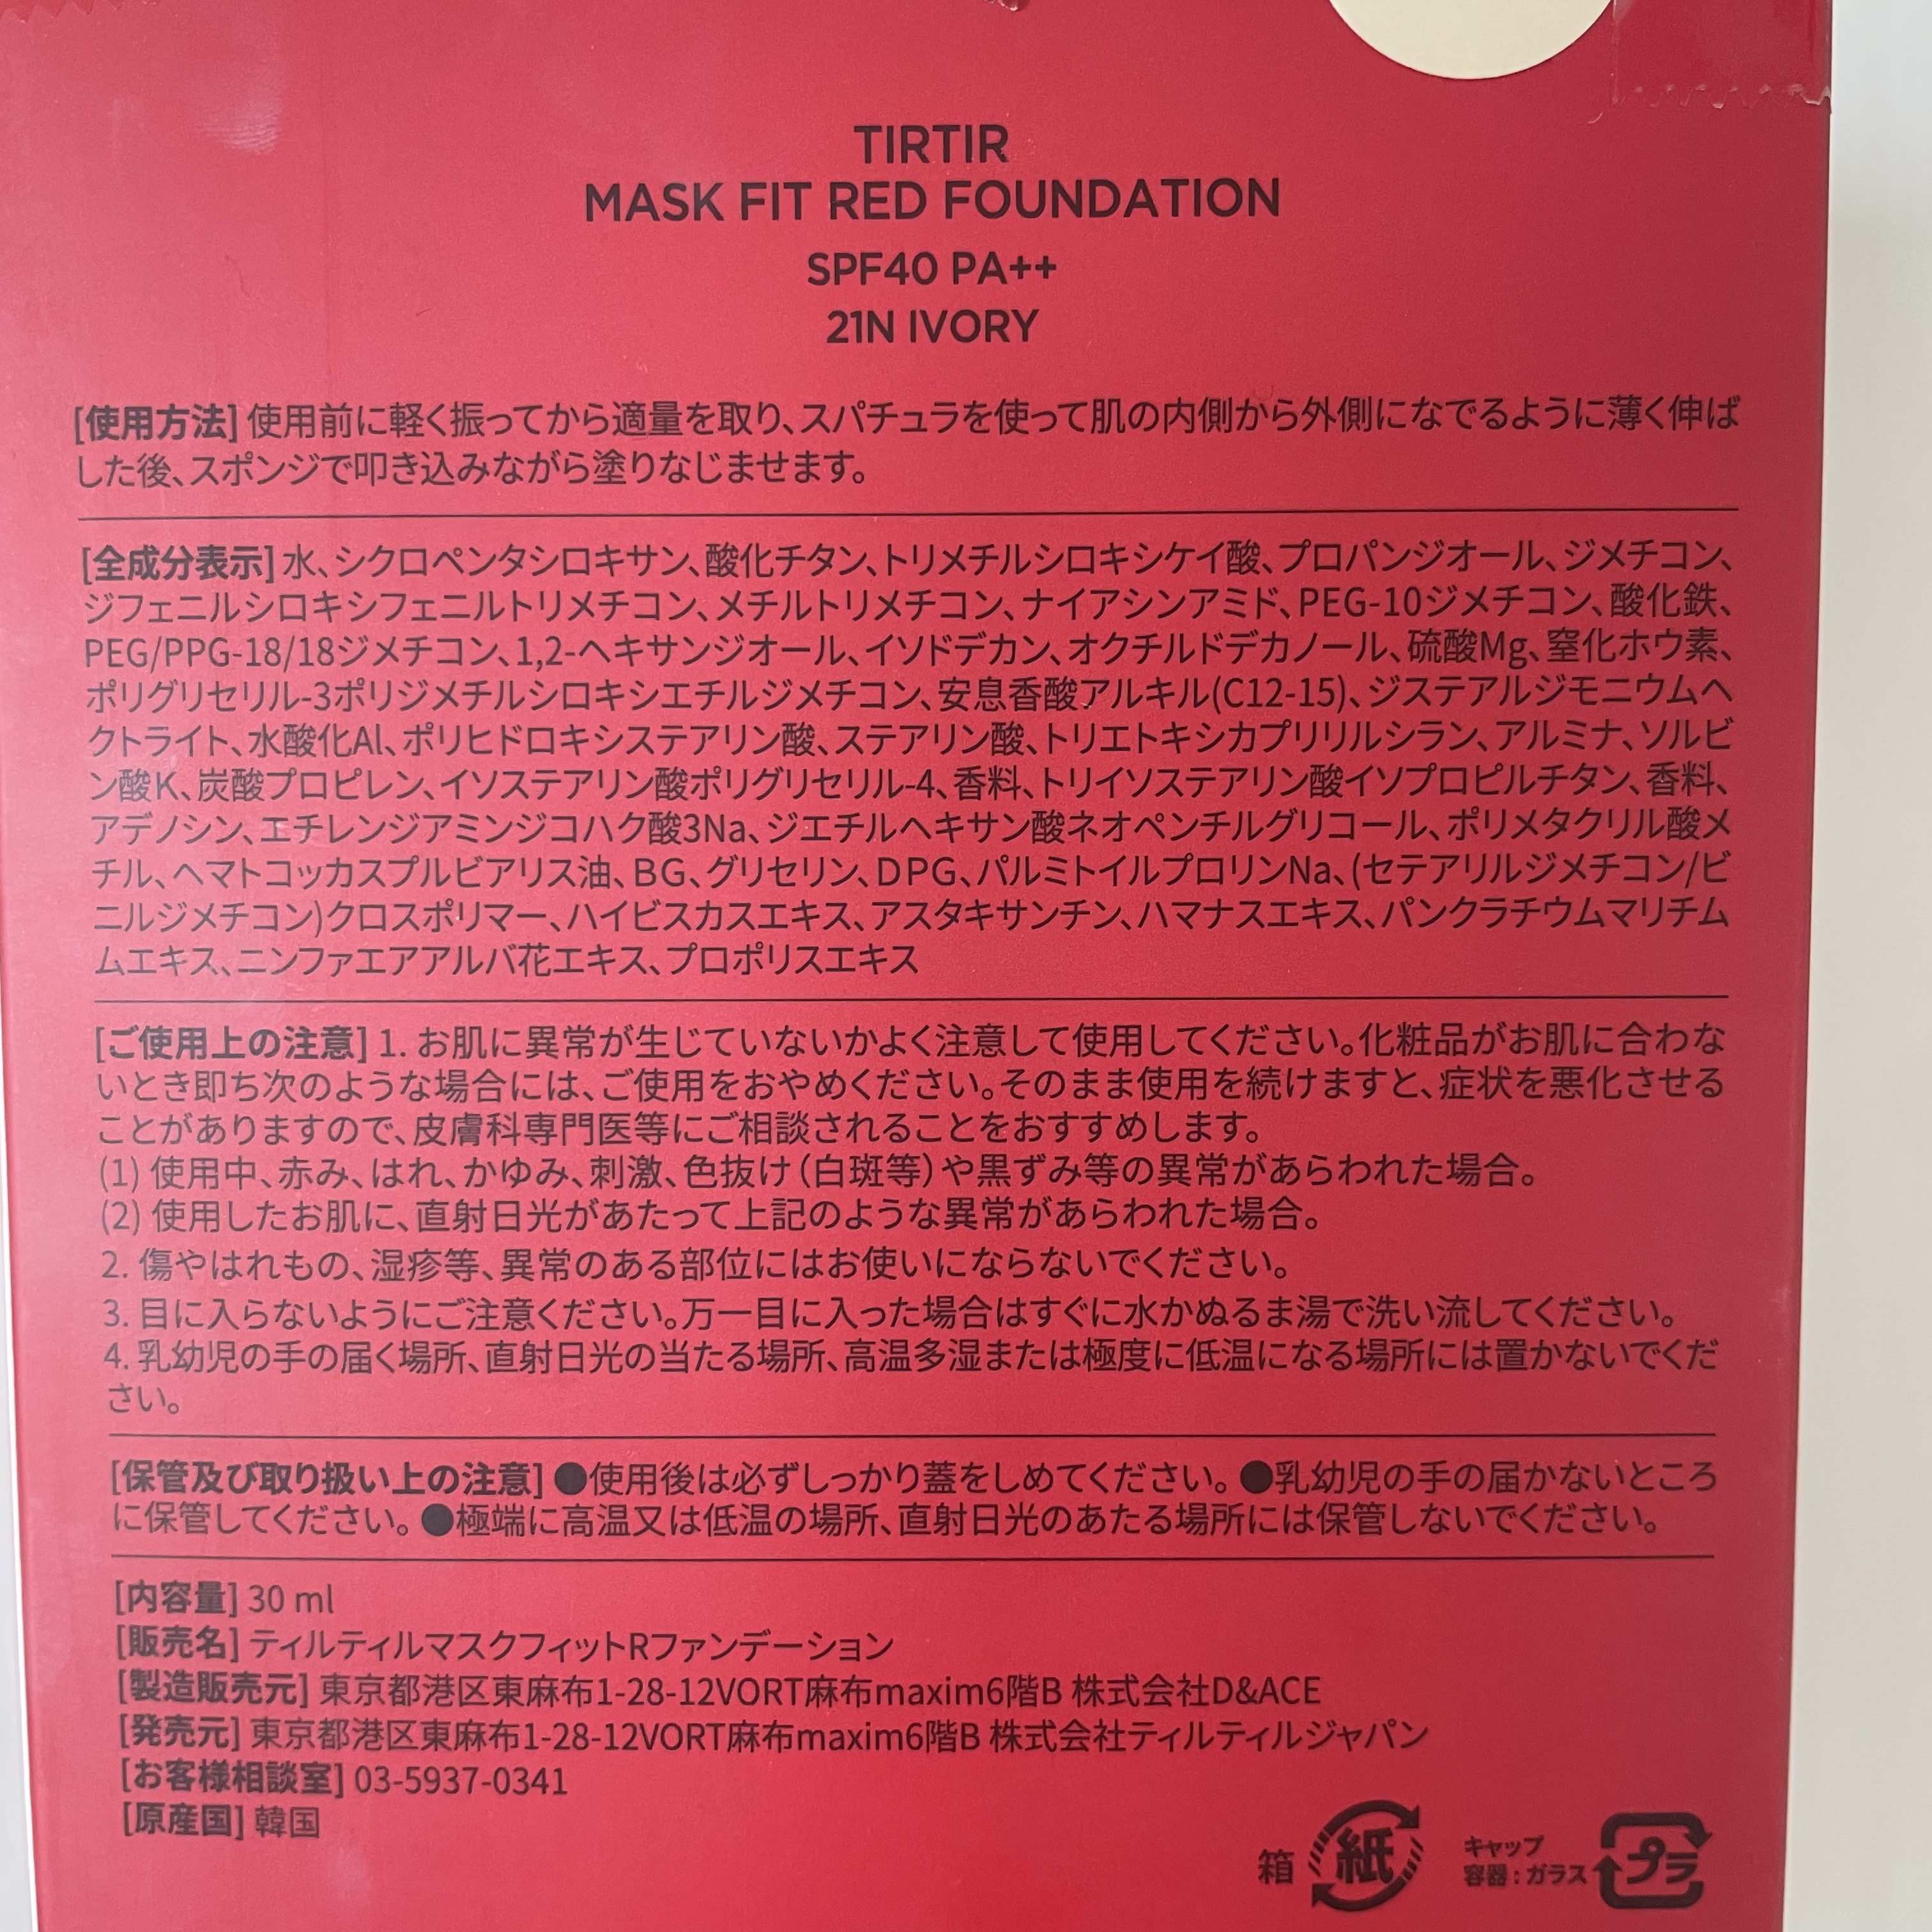 TIRTIR
MASK FIT RED FOUNDATION
SPF40 PA++
21N IVORY
[使用方法] 使用前に軽く振ってから適量を取り、スパチュラを使って肌の内側から外側になでるように薄く伸ば
した後、スポンジで叩き込みながら塗りなじませます。
[全成分表示] 水、シクロペンタシロキサン、酸化チタン、トリメチルシロキシケイ酸、プロパンジオール、ジメチコン、
ジフェニルシロキシフェニルトリメチコン、メチルトリメチコン、ナイアシンアミド、PEG-10ジメチコン、酸化鉄、
PEG/PPG-18/18ジメチコン、1,2-ヘキサンジオール、イソドデカン、オクチルドデカノール、硫酸Mg、窒化ホウ素、
ポリグリセリル-3ポリジメチルシロキシエチルジメチコン、安息香酸アルキル(C12-15)、ジステアルジモニウムヘ
クトライト、水酸化Al、ポリヒドロキシステアリン酸、ステアリン酸、トリエトキシカプリリルシラン、アルミナ、ソルビ
ン酸K、炭酸プロピレン、イソステアリン酸ポリグリセリル-4、香料、トリイソステアリン酸イソプロピルチタン、香料、
アデノシン、エチレンジアミンジコハク酸3Na、ジエチルヘキサン酸ネオペンチルグリコール、ポリメタクリル酸メ
チル、ヘマトコッカスプルビアリス油、BG、グリセリン、DPG、パルミトイルプロリンNa、(セテアリルジメチコン/ビ
ニルジメチコン)クロスポリマー、ハイビスカスエキス、アスタキサンチン、ハマナスエキス、パンクラチウムマリチム
ムエキス、ニンファエアアルバ花エキス、プロポリスエキス
[ご使用上の注意] 1. お肌に異常が生じていないかよく注意して使用してください。化粧品がお肌に合わな
いとき即ち次のような場合には、ご使用をおやめください。そのまま使用を続けますと、症状を悪化させる
ことがありますので、皮膚科専門医等にご相談されることをおすすめします。
(1) 使用中、赤み、はれ、かゆみ、刺激、色抜け（白斑等）や黒ずみ等の異常があらわれた場合。
(2) 使用したお肌に、直射日光があたって上記のような異常があらわれた場合。
2. 傷やはれもの、湿疹等、異常のある部位にはお使いにならないでください。
3. 目に入らないようにご注意ください。万一目に入った場合はすぐに水かぬるま湯で洗い流してください。
4. 乳幼児の手の届く場所、直射日光の当たる場所、高温多湿または極度に低温になる場所には置かないでくだ
さい。
[保管及び取り扱い上の注意] ●使用後は必ずしっかり蓋をしめてください。 ●乳幼児の手の届かないところ
に保管してください。 ●極端に高温又は低温の場所、直射日光のあたる場所には保管しないでください。
[内容量] 30 ml
[販売名] ティルティルマスクフィットRファンデーション
[製造販売元] 東京都港区東麻布1-28-12VORT麻布maxim6階B 株式会社D&ACE
[発売元] 東京都港区東麻布1-28-12VORT麻布maxim6階B 株式会社ティルティルジャパン
[お客様相談室] 03-5937-0341
[原産国] 韓国
箱 紙
キャップ
容器:ガラス プラ